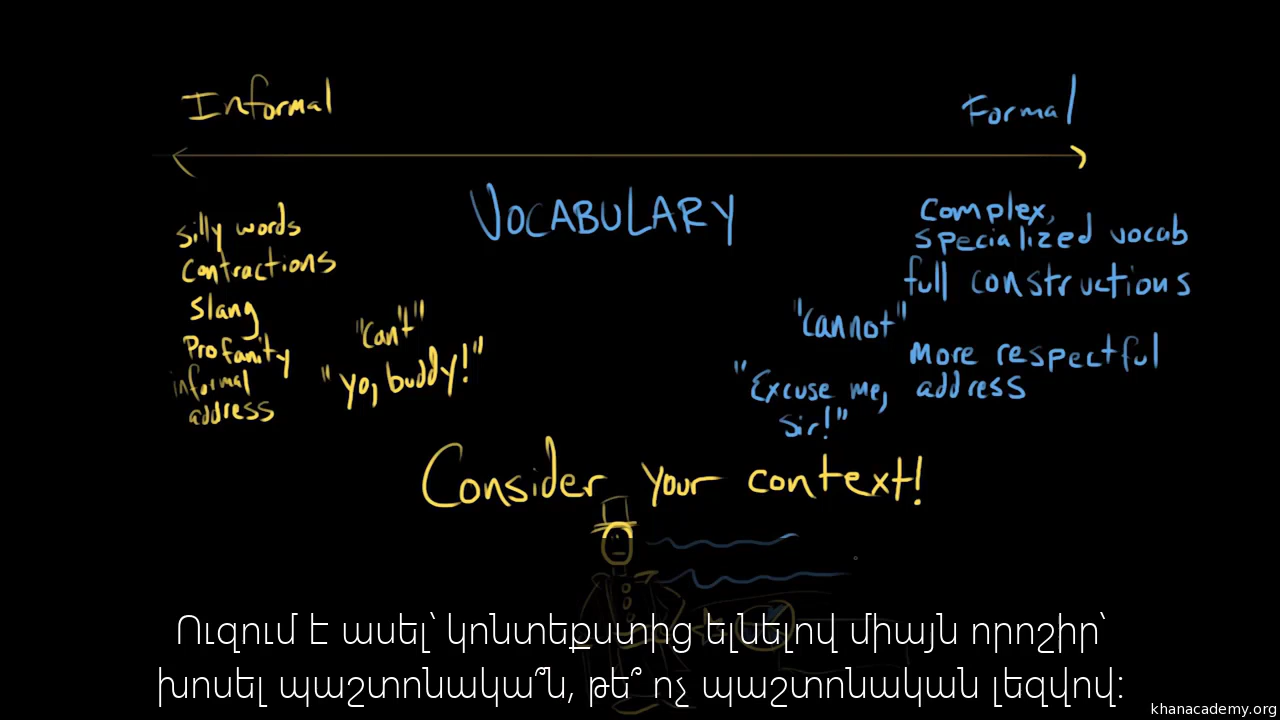 Informal
Formal
VOCABULARY
silly words
contractions
slang
Profanity
informal
address
"Can't"
"yo, buddy!"
Complex,
specialized vocab
full constructions
"Cannot"
More respectful
address
"Excuse me,
sir!"
Consider your context!
Ուզում է ասել՝ կոնտեքստից ելնելով միայն որոշիր՝
խոսել պաշտոնակա՞ն, թե՞ ոչ պաշտոնական լեզվով:
khanacademy.org